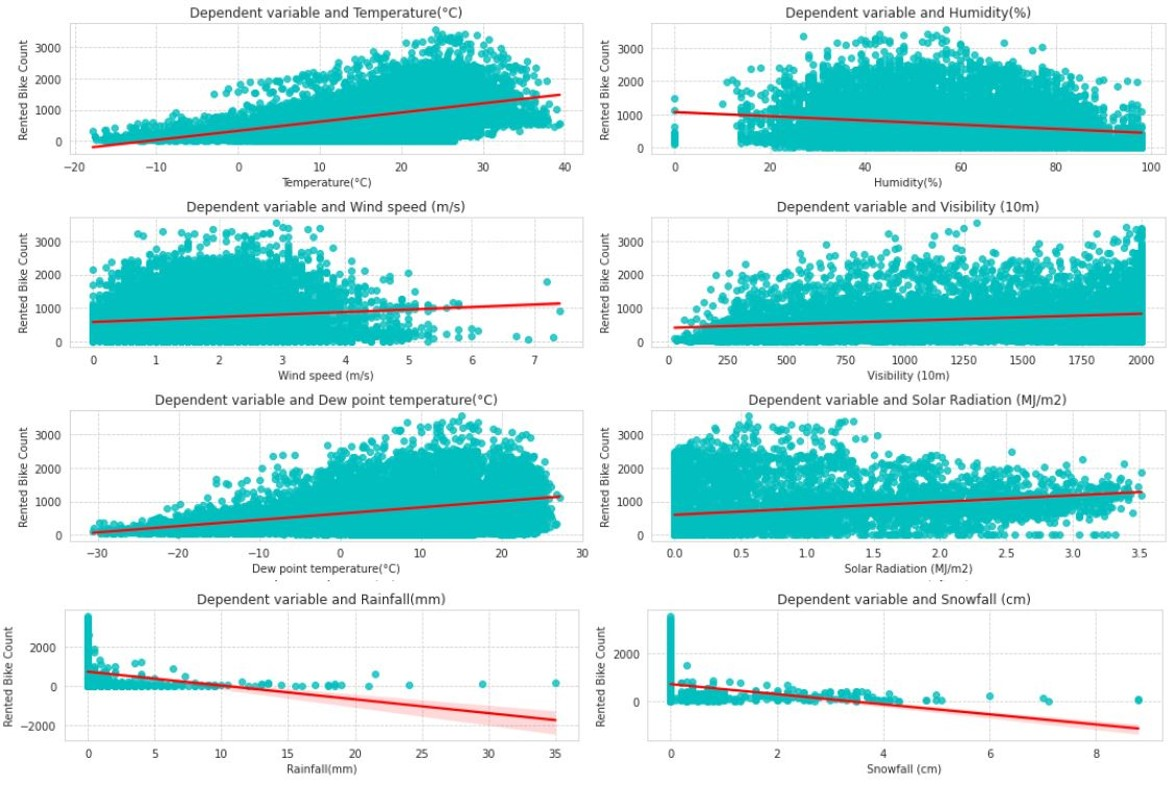 Dependent variable and Temperature(°C)
Rented Bike Count
3000
2000
1000
0
−20 −10 0 10 20 30 40
Temperature(°C)
Dependent variable and Humidity(%)
Rented Bike Count
3000
2000
1000
0
0 20 40 60 80 100
Humidity(%)
Dependent variable and Wind speed (m/s)
Rented Bike Count
3000
2000
1000
0
0 1 2 3 4 5 6 7
Wind speed (m/s)
Dependent variable and Visibility (10m)
Rented Bike Count
3000
2000
1000
0
0 250 500 750 1000 1250 1500 1750 2000
Visibility (10m)
Dependent variable and Dew point temperature(°C)
Rented Bike Count
3000
2000
1000
0
−30 −20 −10 0 10 20 30
Dew point temperature(°C)
Dependent variable and Solar Radiation (MJ/m2)
Rented Bike Count
3000
2000
1000
0
0.0 0.5 1.0 1.5 2.0 2.5 3.0 3.5
Solar Radiation (MJ/m2)
Dependent variable and Rainfall(mm)
Rented Bike Count
2000
0
−2000
0 5 10 15 20 25 30 35
Rainfall(mm)
Dependent variable and Snowfall (cm)
Rented Bike Count
2000
0
0 2 4 6 8
Snowfall (cm)